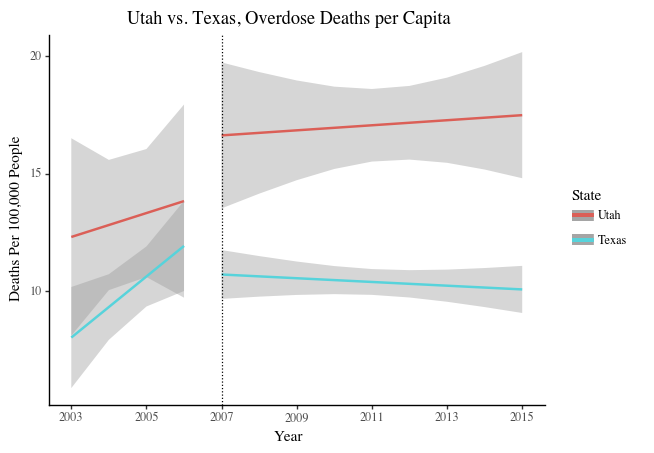 Utah vs. Texas, Overdose Deaths per Capita
Deaths Per 100,000 People
20
15
10
2003 2005 2007 2009 2011 2013 2015
Year
State
Utah
Texas